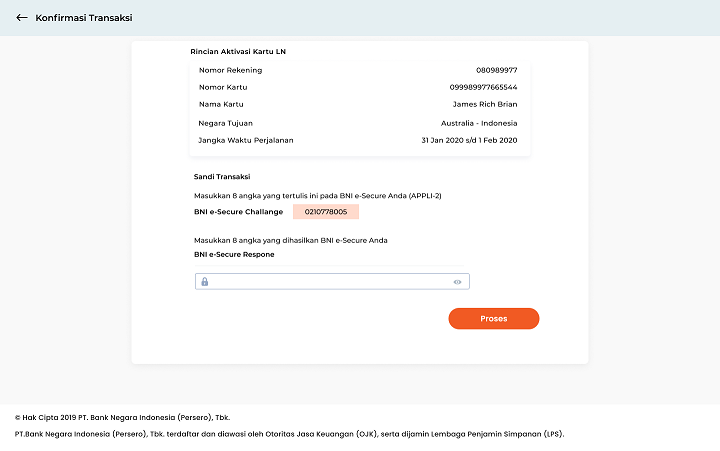 Konfirmasi Transaksi
Rincian Aktivasi Kartu LN
Nomor Rekening 080989977
Nomor Kartu 099989977665544
Nama Kartu James Rich Brian
Negara Tujuan Australia - Indonesia
Jangka Waktu Perjalanan 31 Jan 2020 s/d 1 Feb 2020
Sandi Transaksi
Masukkan 8 angka yang tertulis ini pada BNI e-Secure Anda (APPLI-2)
BNI e-Secure Challange 0210778005
Masukkan 8 angka yang dihasilkan BNI e-Secure Anda
BNI e-Secure Respone
Proses
© Hak Cipta 2019 PT. Bank Negara Indonesia (Persero), Tbk.
PT.Bank Negara Indonesia (Persero), Tbk. terdaftar dan diawasi oleh Otoritas Jasa Keuangan (OJK), serta dijamin Lembaga Penjamin Simpanan (LPS).